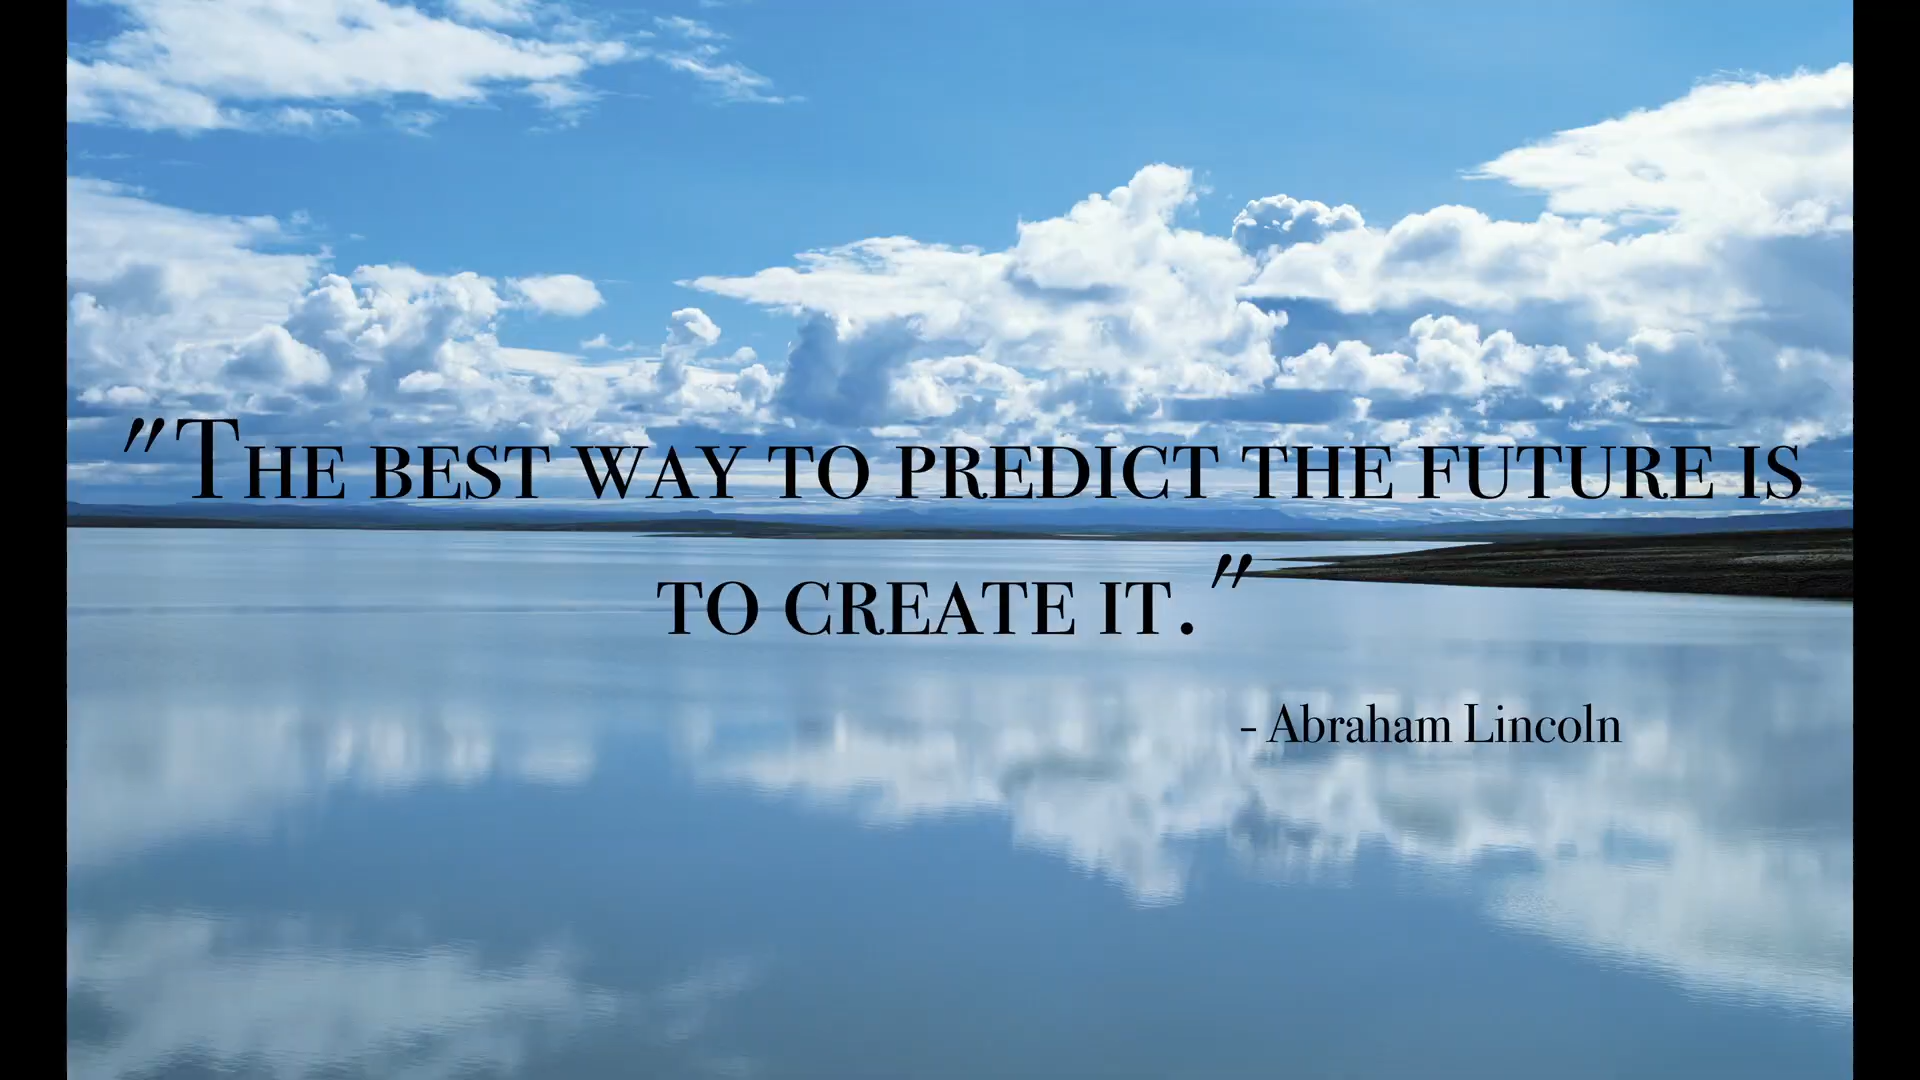 "The best way to predict the future is
to create it."
- Abraham Lincoln